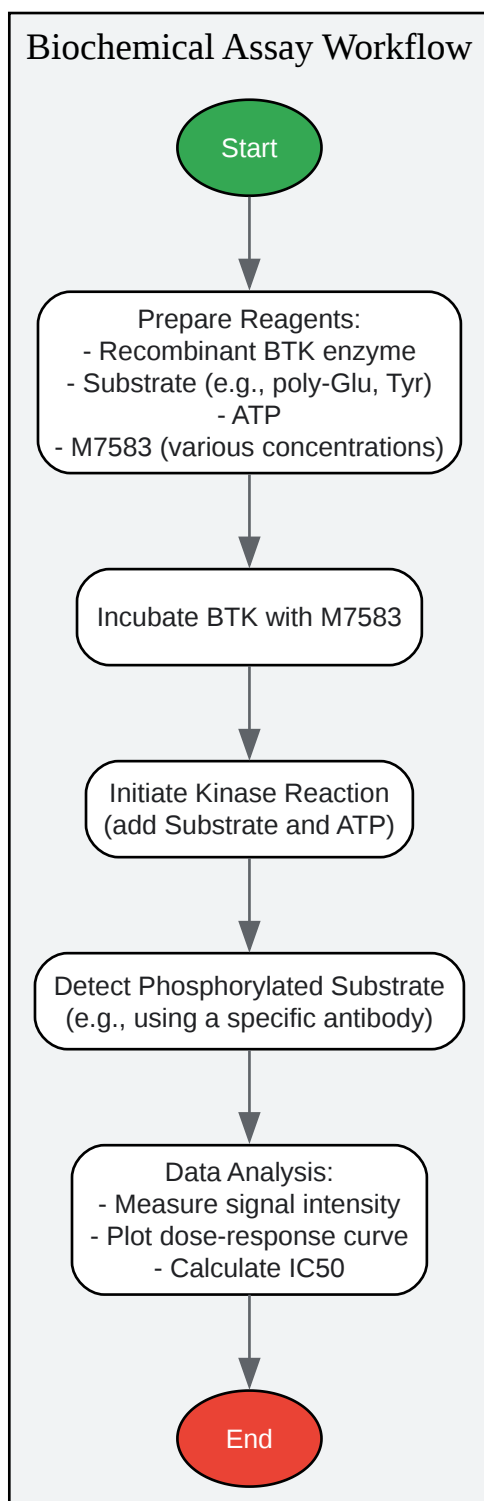 Biochemical Assay Workflow
Start
Prepare Reagents:
- Recombinant BTK enzyme
- Substrate (e.g., poly-Glu, Tyr)
- ATP
- M7583 (various concentrations)
Incubate BTK with M7583
Initiate Kinase Reaction
(add Substrate and ATP)
Detect Phosphorylated Substrate
(e.g., using a specific antibody)
Data Analysis:
- Measure signal intensity
- Plot dose-response curve
- Calculate IC50
End